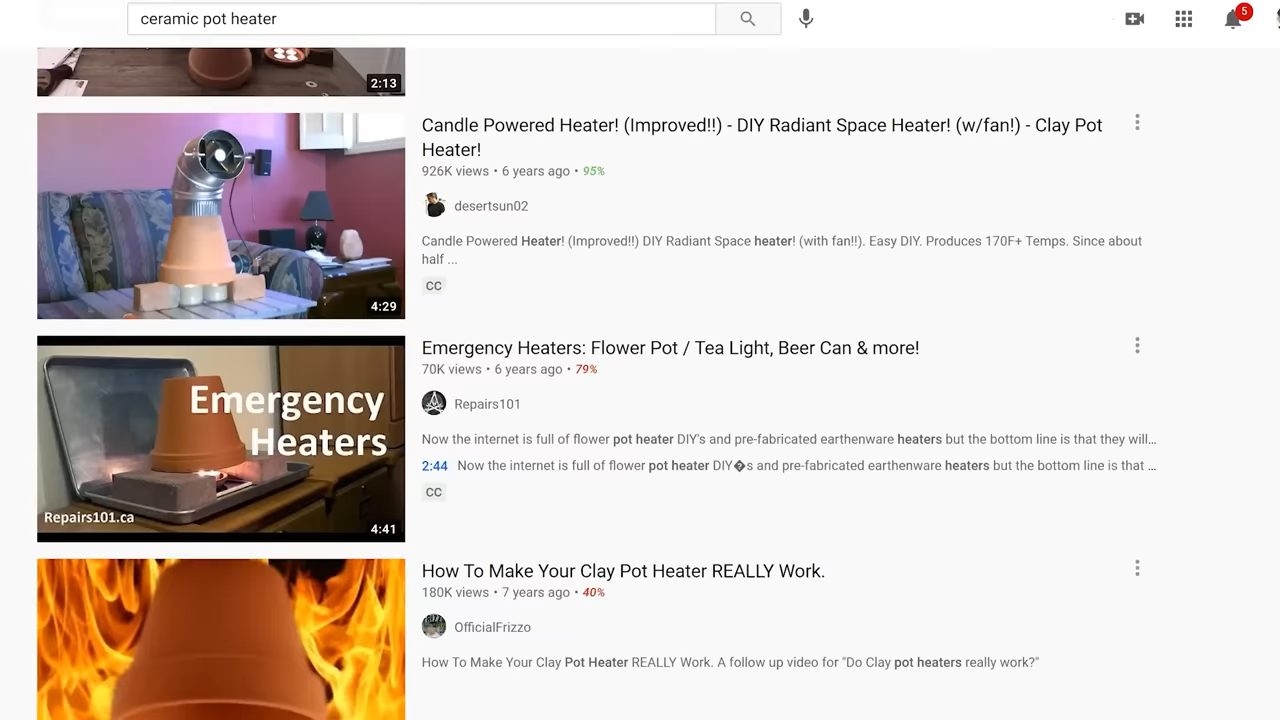 ceramic pot heater
5
2:13
Candle Powered Heater! (Improved!!) - DIY Radiant Space Heater! (w/fan!) - Clay Pot
Heater!
926K views • 6 years ago • 95%
desertsun02
Candle Powered Heater! (Improved!!) DIY Radiant Space heater! (with fan!!). Easy DIY. Produces 170F+ Temps. Since about
half ...
CC
4:29
Emergency Heaters: Flower Pot / Tea Light, Beer Can & more!
70K views • 6 years ago • 79%
Repairs101
Now the internet is full of flower pot heater DIY's and pre-fabricated earthenware heaters but the bottom line is that they will...
2:44 Now the internet is full of flower pot heater DIY�s and pre-fabricated earthenware heaters but the bottom line is that ...
CC
Emergency
Heaters
Repairs101.ca
4:41
How To Make Your Clay Pot Heater REALLY Work.
180K views • 7 years ago • 40%
OfficialFrizzo
How To Make Your Clay Pot Heater REALLY Work. A follow up video for "Do Clay pot heaters really work?"